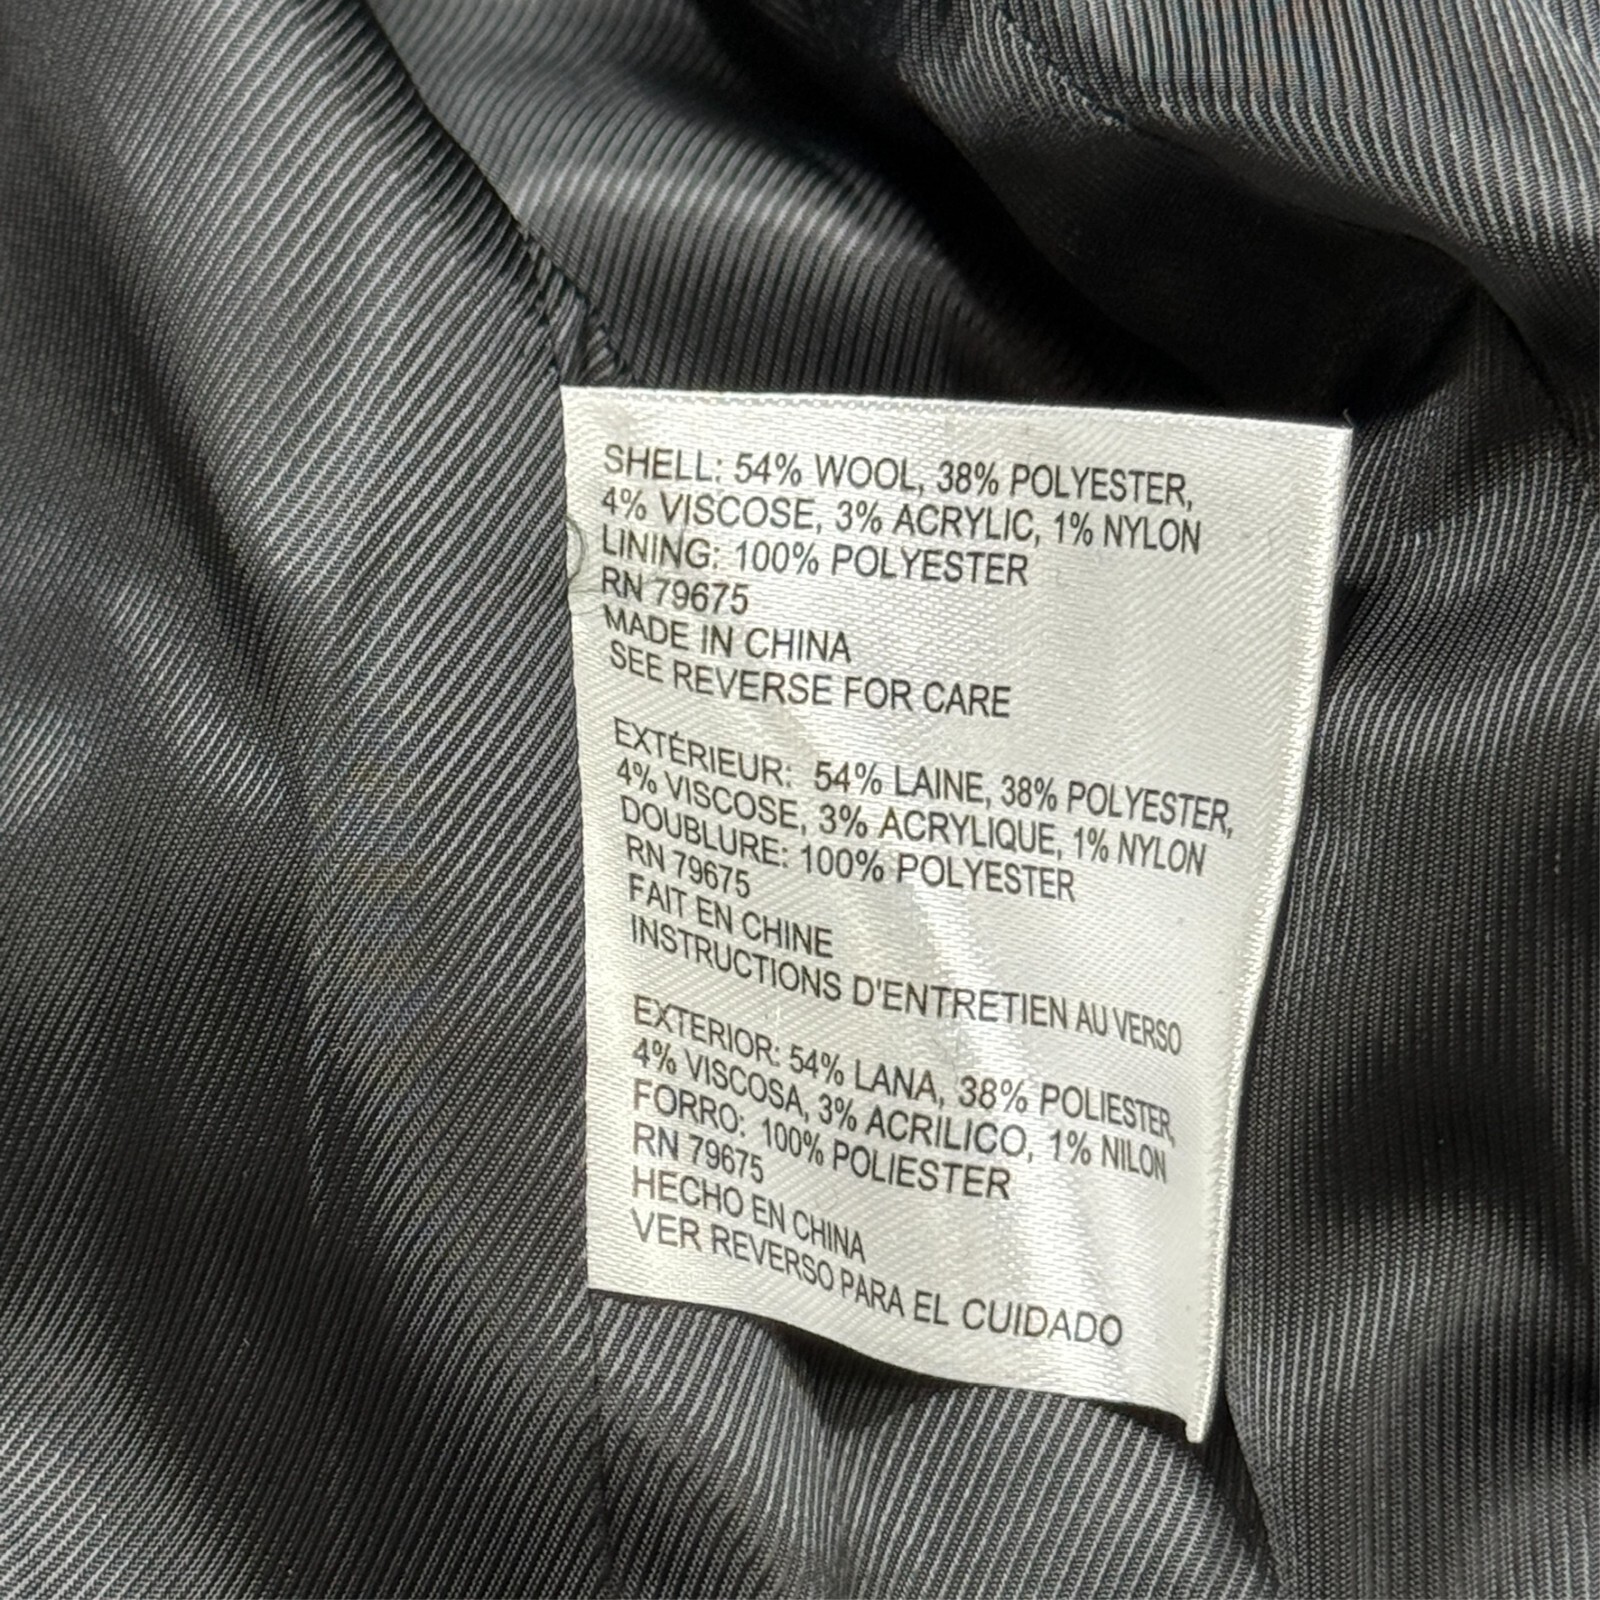 SHELL: 54% WOOL, 38% POLYESTER,
4% VISCOSE, 3% ACRYLIC, 1% NYLON
LINING: 100% POLYESTER
RN 79675
MADE IN CHINA
SEE REVERSE FOR CARE
EXTÉRIEUR: 54% LAINE, 38% POLYESTER,
4% VISCOSE, 3% ACRYLIQUE, 1% NYLON
DOUBLURE: 100% POLYESTER
RN 79675
FAIT EN CHINE
INSTRUCTIONS D'ENTRETIEN AU VERSO
EXTERIOR: 54% LANA, 38% POLIESTER,
4% VISCOSA, 3% ACRILICO, 1% NILON
FORRO: 100% POLIESTER
RN 79675
HECHO EN CHINA
VER REVERSO PARA EL CUIDADO